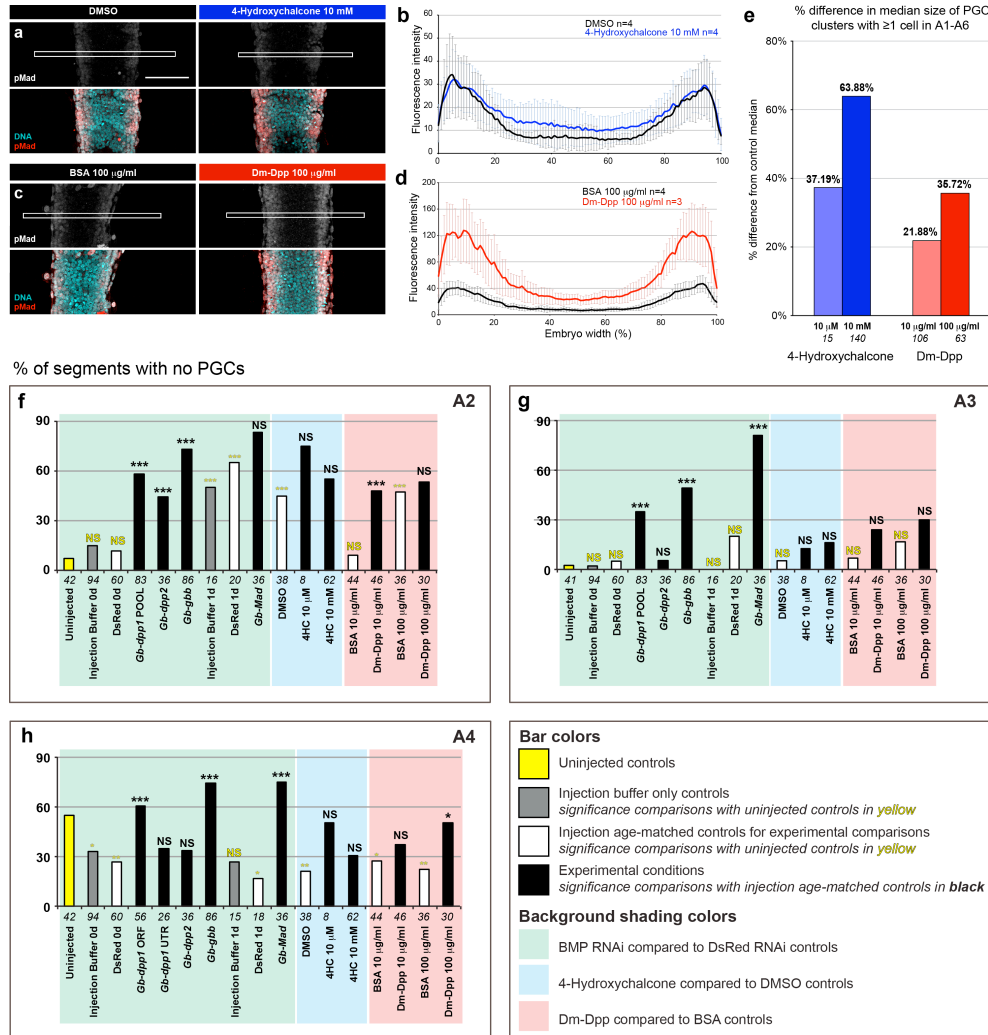 DMSO
4-Hydroxychalcone 10 mM
a
pMad
DNA
pMad
BSA 100 µg/ml
Dm-Dpp 100 µg/ml
c
pMad
DNA
pMad
b
Fluorescence intensity
60
50
40
30
20
10
0
DMSO n=4
4-Hydroxychalcone 10 mM n=4
0 20 40 60 80 100
d
Fluorescence intensity
200
160
120
80
40
0
BSA 100 µg/ml n=4
Dm-Dpp 100 µg/ml n=3
0 20 40 60 80 100
Embryo width (%)
e
% difference in median size of PGC
clusters with ≥1 cell in A1-A6
% difference from control median
80%
60%
40%
20%
0%
37.19%
63.88%
21.88%
35.72%
10 µM 10 mM 10 µg/ml 100 µg/ml
15 140 106 63
4-Hydroxychalcone Dm-Dpp
% of segments with no PGCs
f
A2
90
60
30
0
NS NS *** *** *** *** *** NS *** NS NS NS *** *** NS
42 94 60 83 36 86 16 20 36 38 8 62 44 46 36 30
Uninjected
Injection Buffer 0d
DsRed 0d
Gb-dpp1 POOL
Gb-dpp2
Gb-gbb
Injection Buffer 1d
DsRed 1d
Gb-Mad
DMSO
4HC 10 µM
4HC 10 mM
BSA 10 µg/ml
Dm-Dpp 10 µg/ml
BSA 100 µg/ml
Dm-Dpp 100 µg/ml
g
A3
90
60
30
0
NS NS *** NS *** NS NS *** NS NS NS NS NS NS NS
41 94 60 83 36 86 16 20 36 38 8 62 44 46 36 30
Uninjected
Injection Buffer 0d
DsRed 0d
Gb-dpp1 POOL
Gb-dpp2
Gb-gbb
Injection Buffer 1d
DsRed 1d
Gb-Mad
DMSO
4HC 10 µM
4HC 10 mM
BSA 10 µg/ml
Dm-Dpp 10 µg/ml
BSA 100 µg/ml
Dm-Dpp 100 µg/ml
h
A4
90
60
30
0
* ** *** NS NS *** NS * *** ** NS NS * NS ** *
42 94 60 56 26 36 86 15 18 36 38 8 62 44 46 36 30
Uninjected
Injection Buffer 0d
DsRed 0d
Gb-dpp1 ORF
Gb-dpp1 UTR
Gb-dpp2
Gb-gbb
Injection Buffer 1d
DsRed 1d
Gb-Mad
DMSO
4HC 10 µM
4HC 10 mM
BSA 10 µg/ml
Dm-Dpp 10 µg/ml
BSA 100 µg/ml
Dm-Dpp 100 µg/ml
Bar colors
Uninjected controls
Injection buffer only controls
significance comparisons with uninjected controls in yellow
Injection age-matched controls for experimental comparisons
significance comparisons with uninjected controls in yellow
Experimental conditions
significance comparisons with injection age-matched controls in black
Background shading colors
BMP RNAi compared to DsRed RNAi controls
4-Hydroxychalcone compared to DMSO controls
Dm-Dpp compared to BSA controls